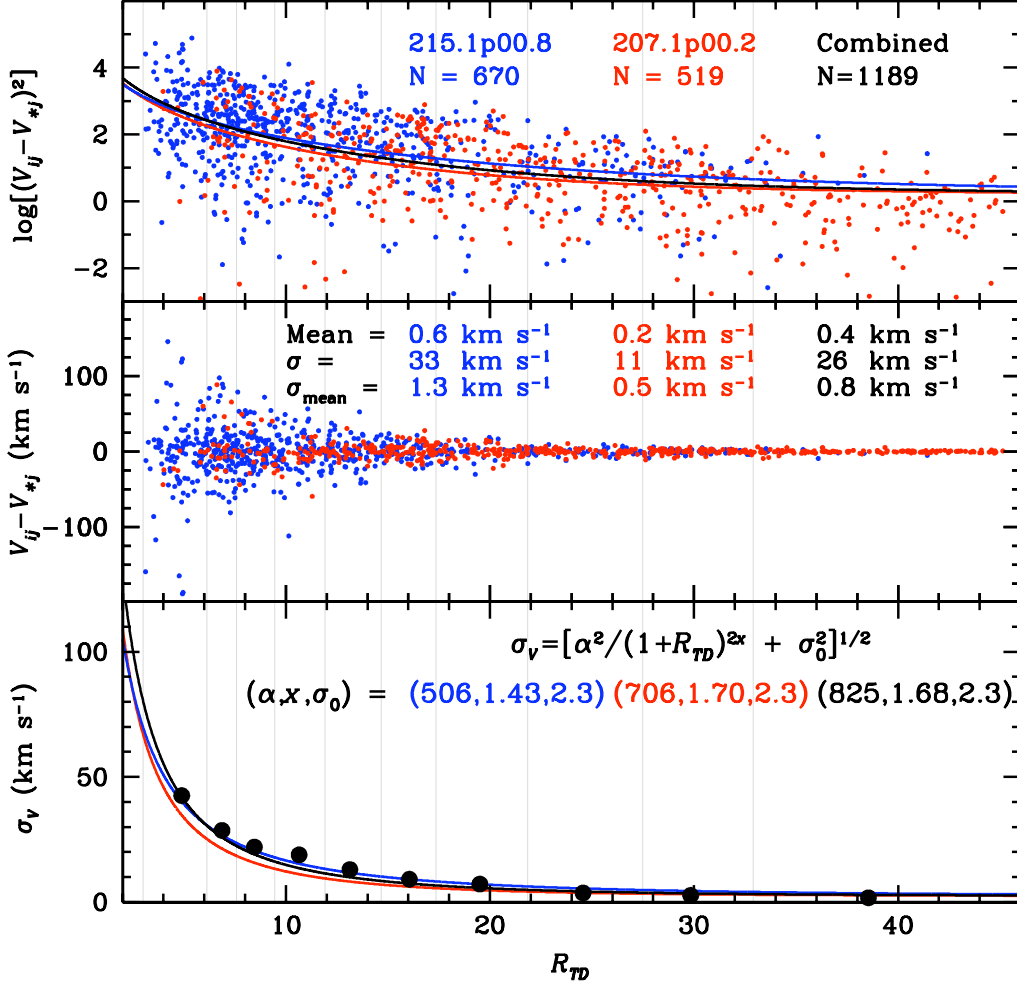 215.1p00.8 207.1p00.2 Combined
N = 670 N = 519 N=1189
4
2
0
−2
log[(V_ij−V_*j)²]
Mean = 0.6 km s⁻¹ 0.2 km s⁻¹ 0.4 km s⁻¹
σ = 33 km s⁻¹ 11 km s⁻¹ 26 km s⁻¹
σ_mean = 1.3 km s⁻¹ 0.5 km s⁻¹ 0.8 km s⁻¹
100
0
−100
V_ij−V_*j (km s⁻¹)
σ_V=[α²/(1+R_TD)²ˣ + σ₀²]¹/²
(α,x,σ₀) = (506,1.43,2.3) (706,1.70,2.3) (825,1.68,2.3)
100
50
0
σ_V (km s⁻¹)
10 20 30 40
R_TD